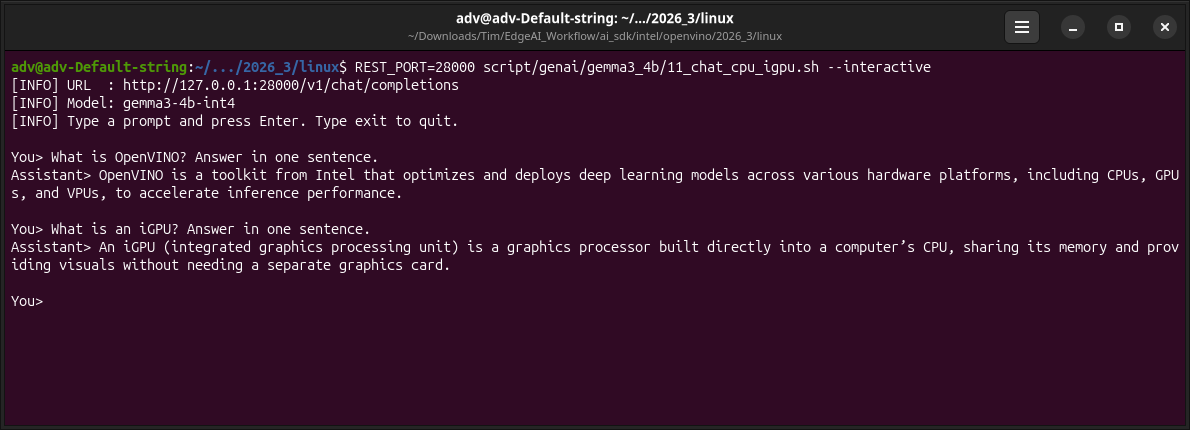 adv@adv-Default-string: ~/.../2026_3/linux
~/Downloads/Tim/EdgeAI_Workflow/ai_sdk/intel/openvino/2026_3/linux
adv@adv-Default-string:~/.../2026_3/linux$ REST_PORT=28000 script/genai/gemma3_4b/11_chat_cpu_igpu.sh --interactive
[INFO] URL  : http://127.0.0.1:28000/v1/chat/completions
[INFO] Model: gemma3-4b-int4
[INFO] Type a prompt and press Enter. Type exit to quit.
You> What is OpenVINO? Answer in one sentence.
Assistant> OpenVINO is a toolkit from Intel that optimizes and deploys deep learning models across various hardware platforms, including CPUs, GPU
s, and VPUs, to accelerate inference performance.
You> What is an iGPU? Answer in one sentence.
Assistant> An iGPU (integrated graphics processing unit) is a graphics processor built directly into a computer’s CPU, sharing its memory and prov
iding visuals without needing a separate graphics card.
You>